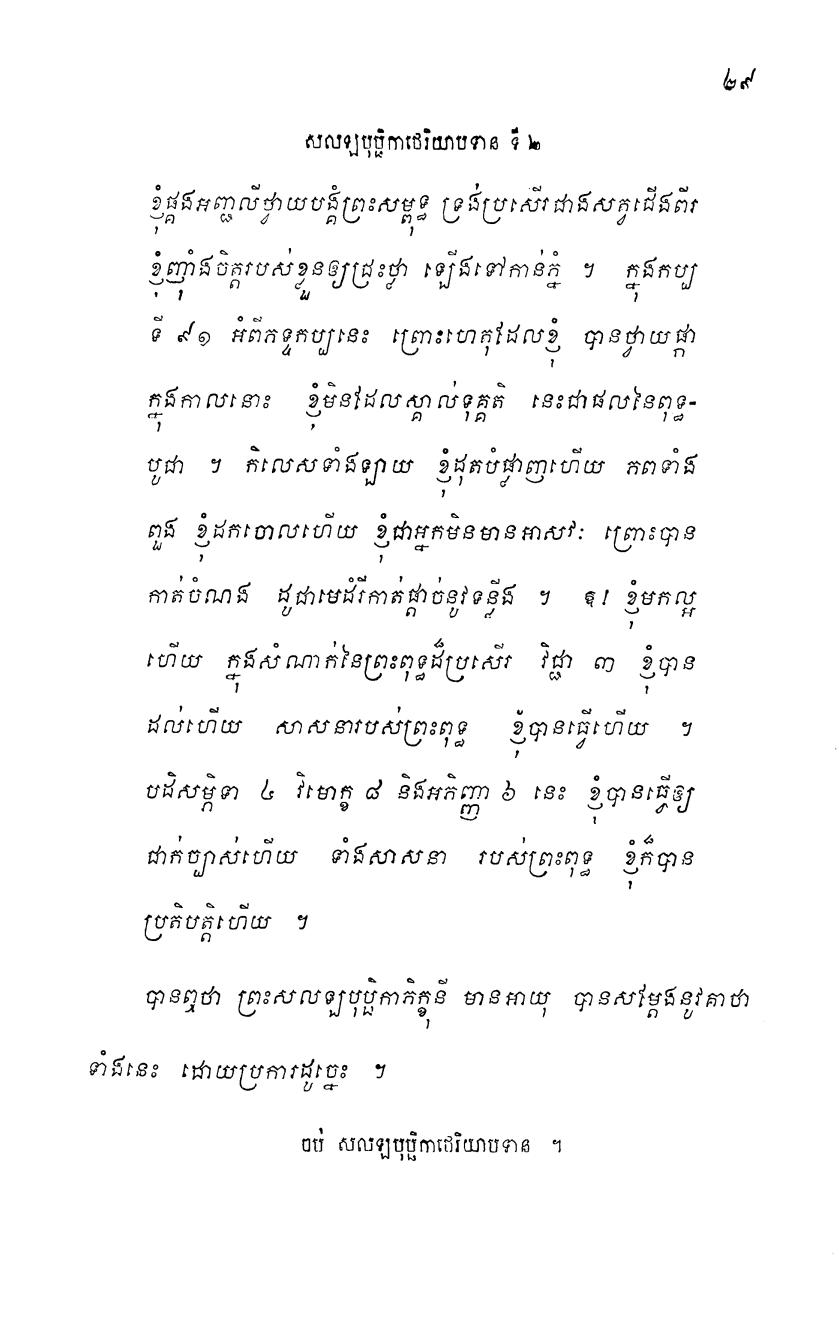 ២៩
សលឡបុប្ផិកាថេរិយាបទាន ទី ២
ខ្ញុំផ្គងអញ្ជលីថ្វាយបង្គំព្រះសម្ពុទ្ធ ទ្រង់ប្រសើរជាងសត្វជើងពីរ
ខ្ញុំញុំាងចិត្តរបស់ខ្លួនឲ្យជ្រះថ្លា ឡើងទៅកាន់ភ្នំ ។ ក្នុងកប្ប
ទី ៩១ អំពីភទ្ទកប្បនេះ ព្រោះហេតុដែលខ្ញុំ បានថ្វាយផ្កា
ក្នុងកាលនោះ ខ្ញុំមិនដែលស្គាល់ទុគ្គតិ នេះជាផលនៃពុទ្ធ-
បូជា ។ កិលេសទាំងឡាយ ខ្ញុំដុតបំផ្លាញហើយ ភពទាំង
ពួង ខ្ញុំដកចោលហើយ ខ្ញុំជាអ្នកមិនមានអាសវៈ ព្រោះបាន
កាត់ចំណង ដូជាមេដំរីកាត់ផ្តាច់នូវទន្លីង ។ ឱ! ខ្ញុំមកល្អ
ហើយ ក្នុងសំណាក់នៃព្រះពុទ្ធដ៏ប្រសើរ វិជ្ជា ៣ ខ្ញុំបាន
ដល់ហើយ សាសនារបស់ព្រះពុទ្ធ ខ្ញុំបានធ្វើហើយ ។
បដិសម្ភិទា ៤ វិមោក្ខ ៨ និងអភិញ្ញា ៦ នេះ ខ្ញុំបានធ្វើឲ្យ
ជាក់ច្បាស់ហើយ ទាំងសាសនា របស់ព្រះពុទ្ធ ខ្ញុំក៏បាន
ប្រតិបត្តិហើយ ។
បានឮថា ព្រះសលឡបុប្ផិកាភិក្ខុនី មានអាយុ បានសម្តែងនូវគាថា
ទាំងនេះ ដោយប្រការដូច្នេះ ។
ចប់ សលឡបុប្ផិកាថេរិយាបទាន ។